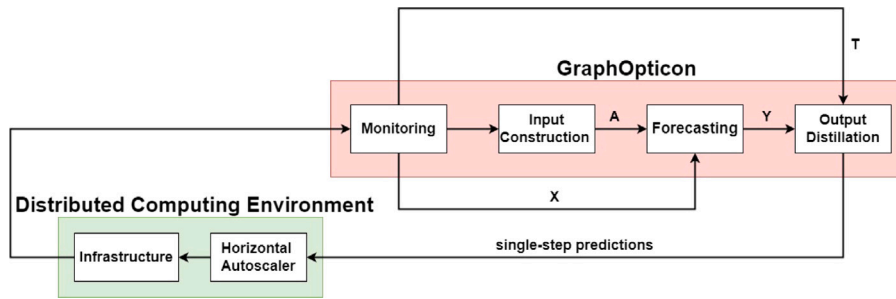 T
GraphOpticon
Monitoring
Input
Construction
A
Forecasting
Y
Output
Distillation
X
Distributed Computing Environment
single-step predictions
Infrastructure
Horizontal
Autoscaler